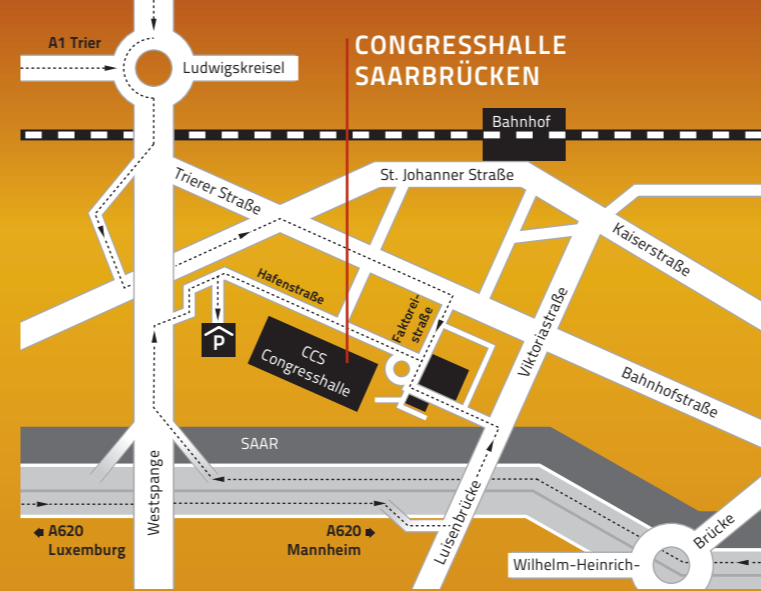 A1 Trier
Ludwigskreisel
CONGRESSHALLE
SAARBRÜCKEN
Bahnhof
Trierer Straße
St. Johanner Straße
Kaiserstraße
Hafenstraße
Faktorei-
straße
Viktoriastraße
P
CCS
Congresshalle
Bahnhofstraße
SAAR
Westspange
Luisenbrücke
A620
Luxemburg
A620
Mannheim
Wilhelm-Heinrich-
Brücke